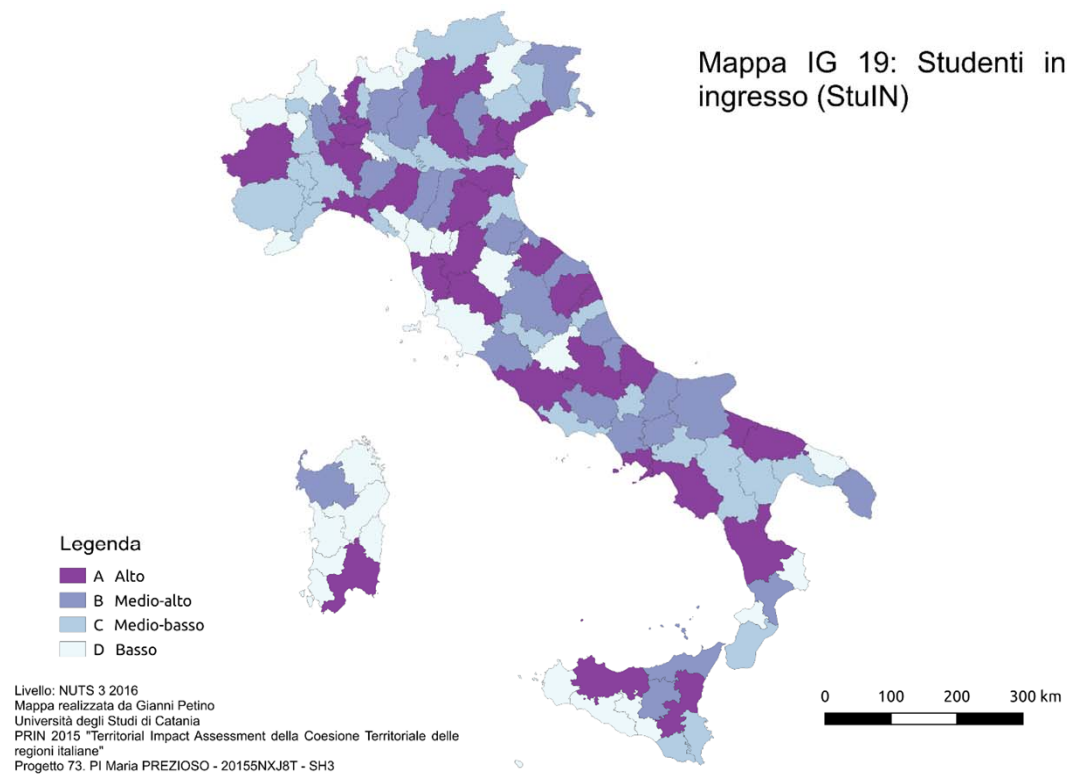 Mappa IG 19: Studenti in
ingresso (StuIN)
Legenda
A Alto
B Medio-alto
C Medio-basso
D Basso
Livello: NUTS 3 2016
Mappa realizzata da Gianni Petino
Università degli Studi di Catania
PRIN 2015 "Territorial Impact Assessment della Coesione Territoriale delle
regioni italiane"
Progetto 73. PI Maria PREZIOSO - 20155NXJ8T - SH3
0 100 200 300 km